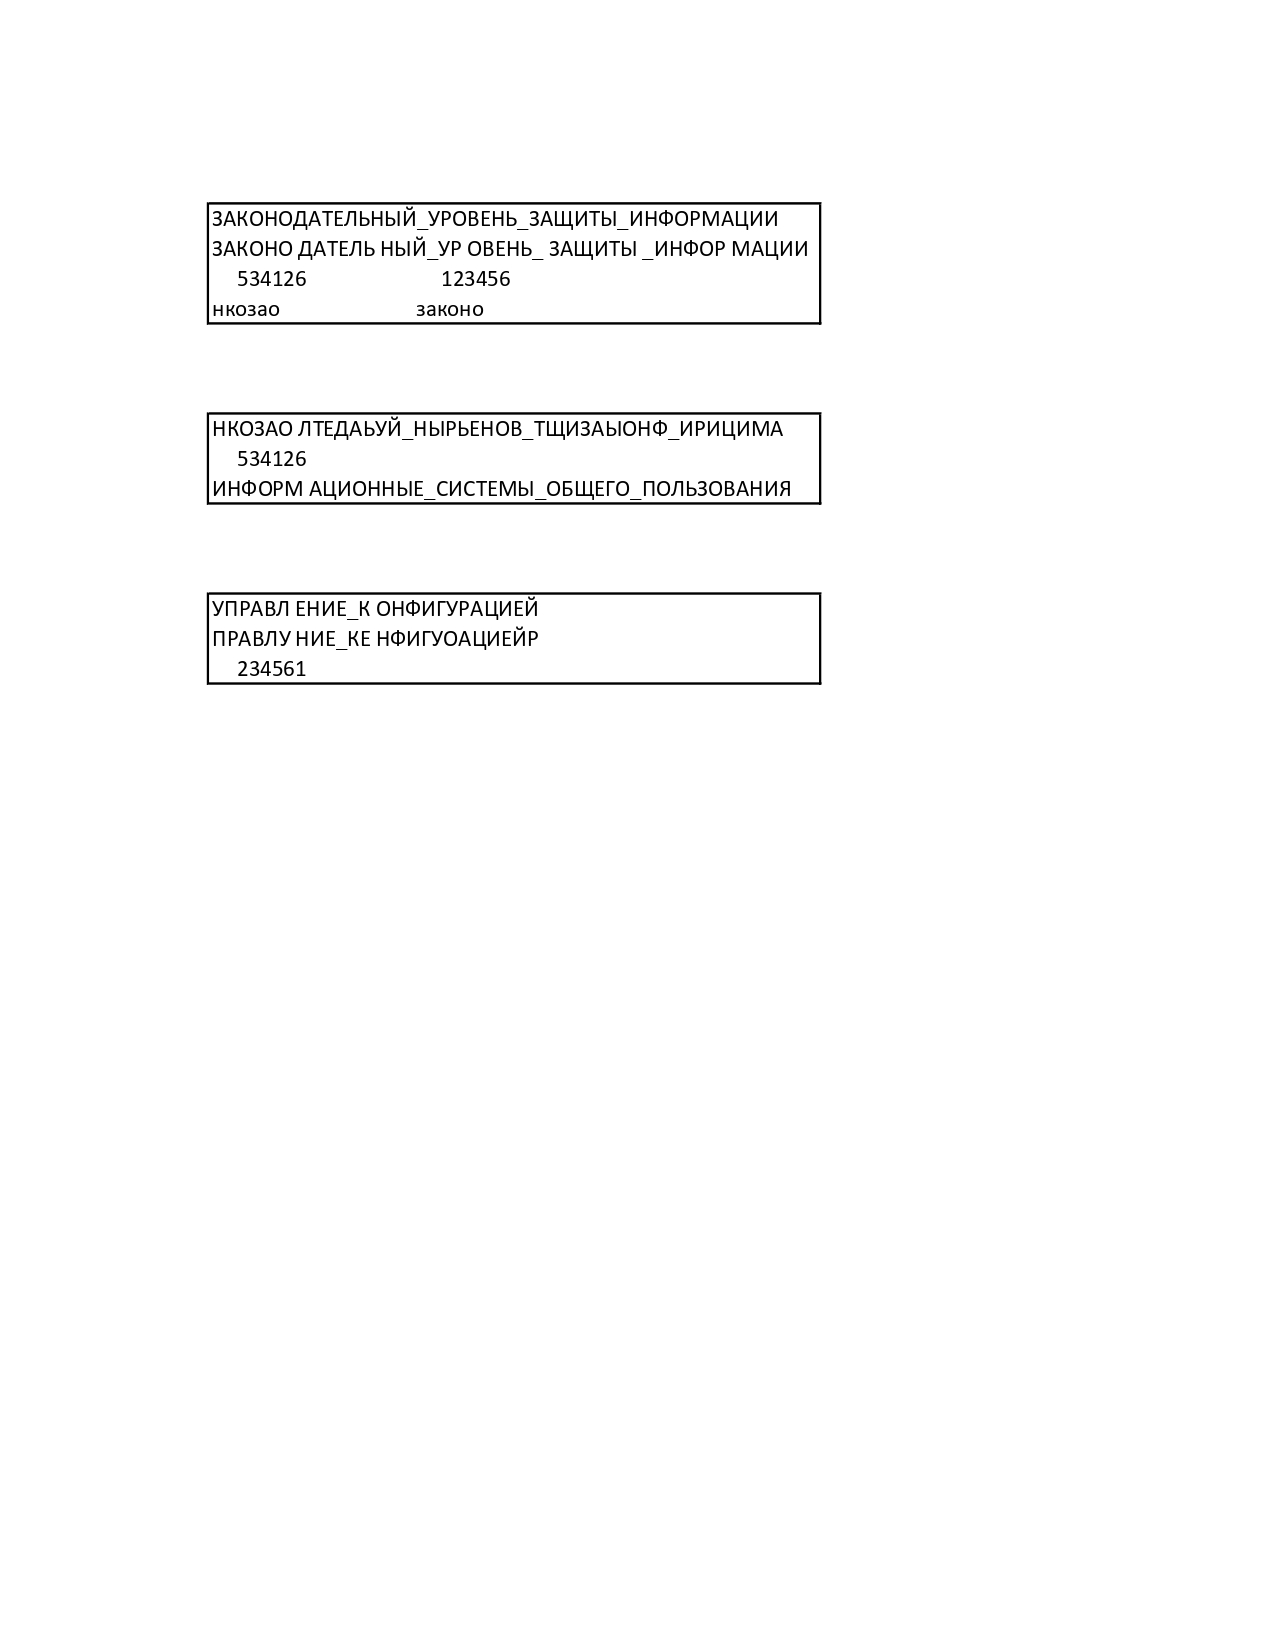 ЗАКОНОДАТЕЛЬНЫЙ_УРОВЕНЬ_ЗАЩИТЫ_ИНФОРМАЦИИ
ЗАКОНО ДАТЕЛЬ НЫЙ_УР ОВЕНЬ_ ЗАЩИТЫ _ИНФОР МАЦИИ
534126 123456
нкозао законо
НКОЗАО ЛТЕДАЬУЙ_НЫРЬЕНОВ_ТЩИЗАЫОНФ_ИРИЦИМА
534126
ИНФОРМ АЦИОННЫЕ_СИСТЕМЫ_ОБЩЕГО_ПОЛЬЗОВАНИЯ
УПРАВЛ ЕНИЕ_К ОНФИГУРАЦИЕЙ
ПРАВЛУ НИЕ_КЕ НФИГУОАЦИЕЙР
234561